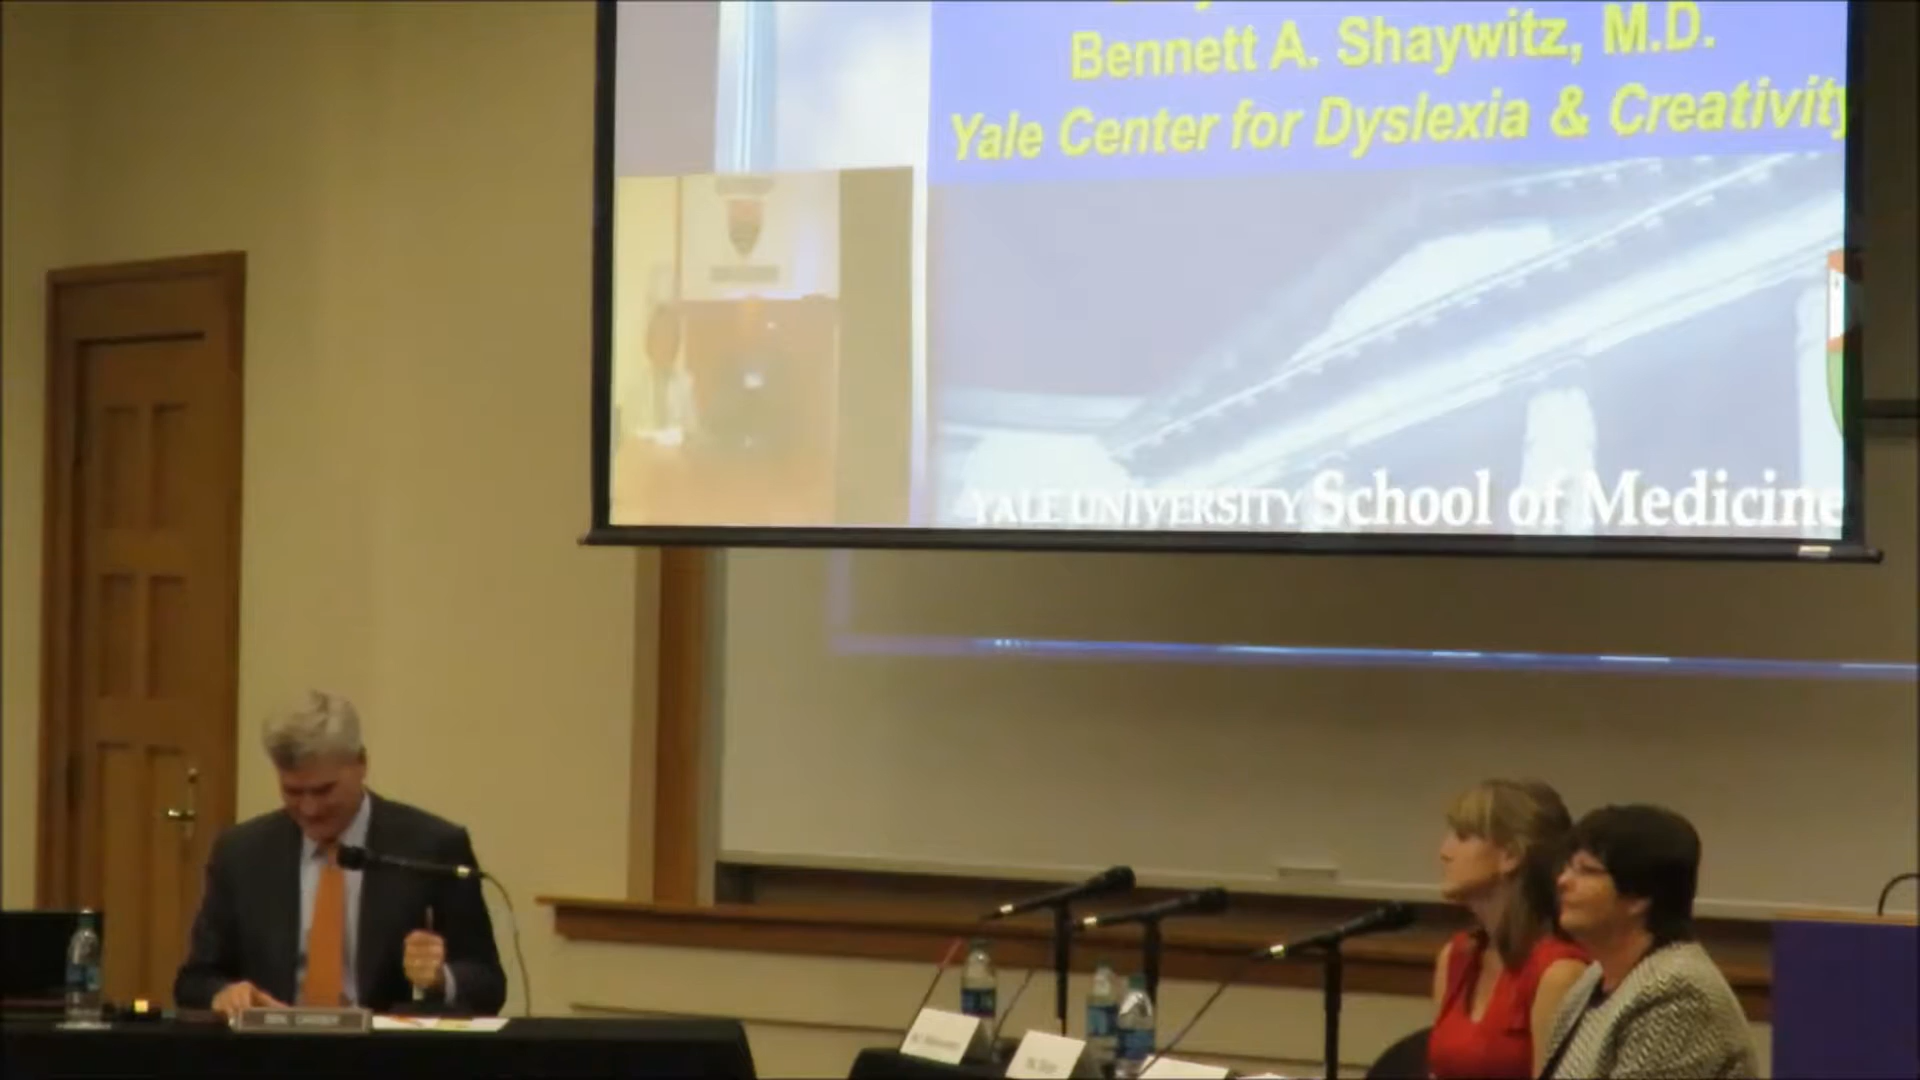 Bennett A. Shaywitz, M.D.
Yale Center for Dyslexia & Creativity
YALE UNIVERSITY School of Medicine